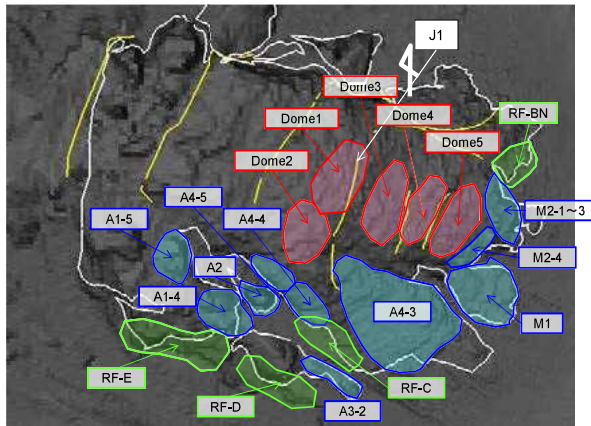 J1
Dome3
RF-BN
Dome4
Dome1
Dome5
Dome2
A4-5
A1-5
A4-4
M2-1～3
A2
M2-4
A1-4
A4-3
M1
RF-E
RF-C
RF-D
A3-2